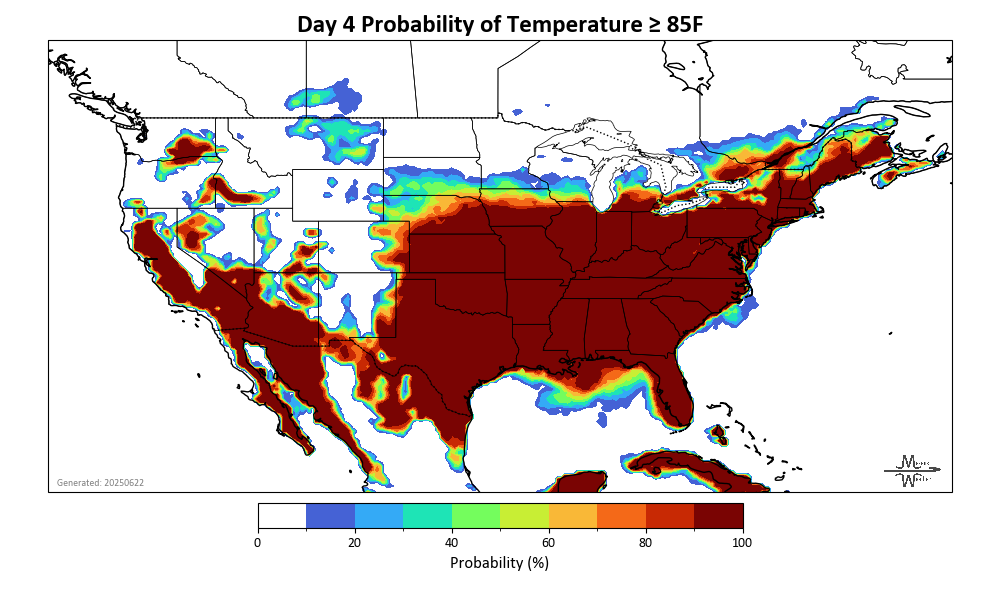 Day 4 Probability of Temperature ≥ 85F
Generated: 20250622
0 20 40 60 80 100
Probability (%)